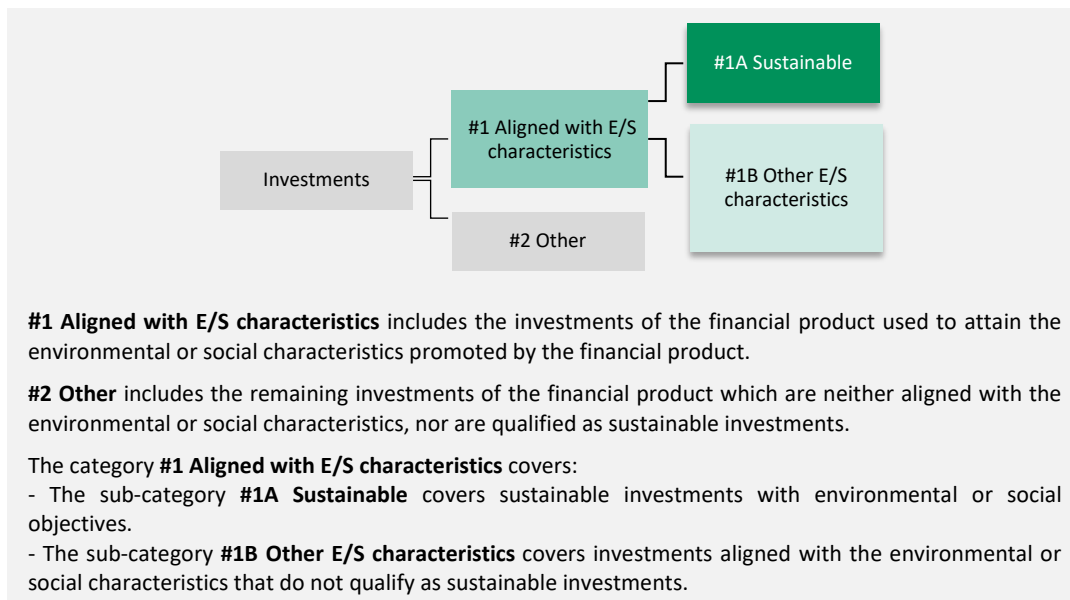 #1A Sustainable
#1 Aligned with E/S
characteristics
Investments
#1B Other E/S
characteristics
#2 Other
#1 Aligned with E/S characteristics includes the investments of the financial product used to attain the
environmental or social characteristics promoted by the financial product.
#2 Other includes the remaining investments of the financial product which are neither aligned with the
environmental or social characteristics, nor are qualified as sustainable investments.
The category #1 Aligned with E/S characteristics covers:
- The sub-category #1A Sustainable covers sustainable investments with environmental or social
objectives.
- The sub-category #1B Other E/S characteristics covers investments aligned with the environmental or
social characteristics that do not qualify as sustainable investments.